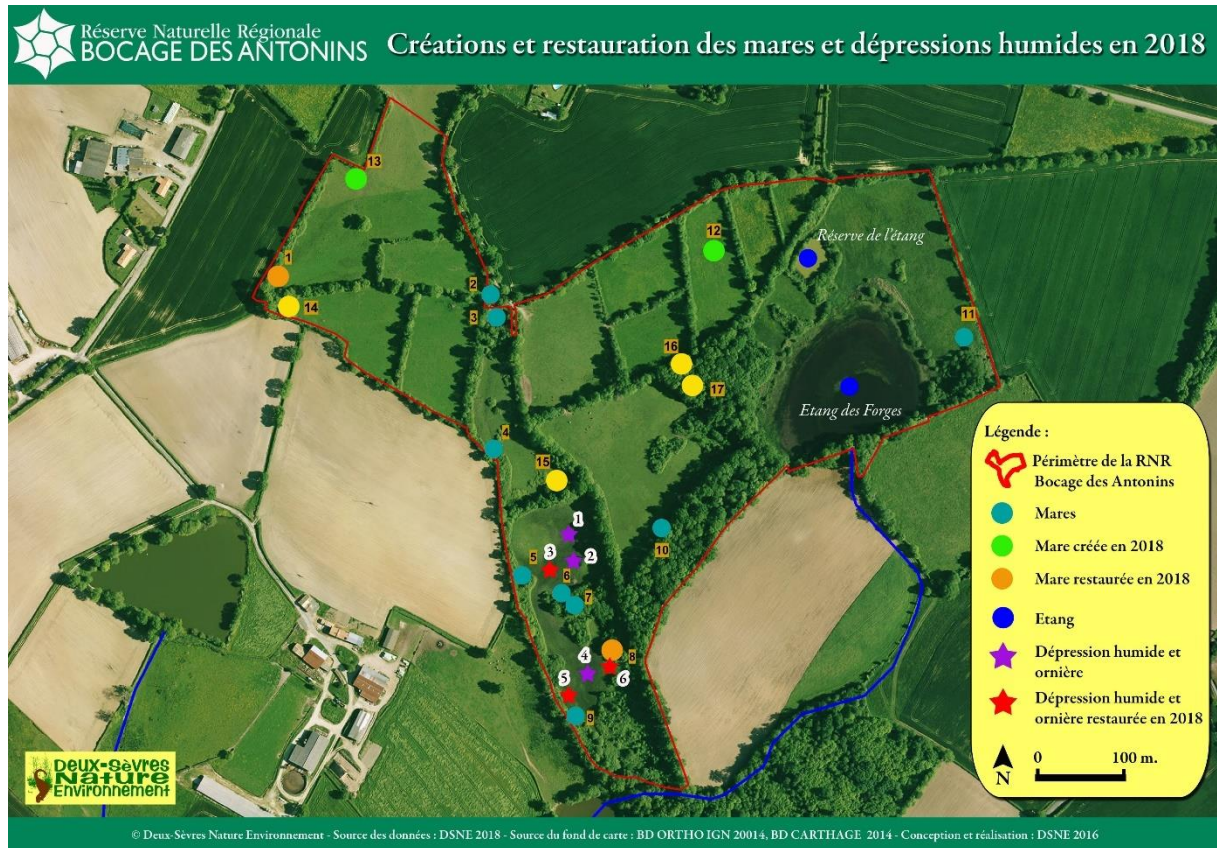 Réserve Naturelle Régionale
BOCAGE DES ANTONINS
Créations et restauration des mares et dépressions humides en 2018
13
12
Réserve de l'étang
1
2
14
3
11
16
17
Etang des Forges
4
15
1
10
3
2
5
6
7
8
4
6
5
9
Légende :
Périmètre de la RNR
Bocage des Antonins
Mares
Mare créée en 2018
Mare restaurée en 2018
Etang
Dépression humide et
ornière
Dépression humide et
ornière restaurée en 2018
0 100 m.
N
Deux-Sèvres
Nature
Environnement
© Deux-Sèvres Nature Environnement - Source des données : DSNE 2018 - Source du fond de carte : BD ORTHO IGN 20014, BD CARTHAGE 2014 - Conception et réalisation : DSNE 2016